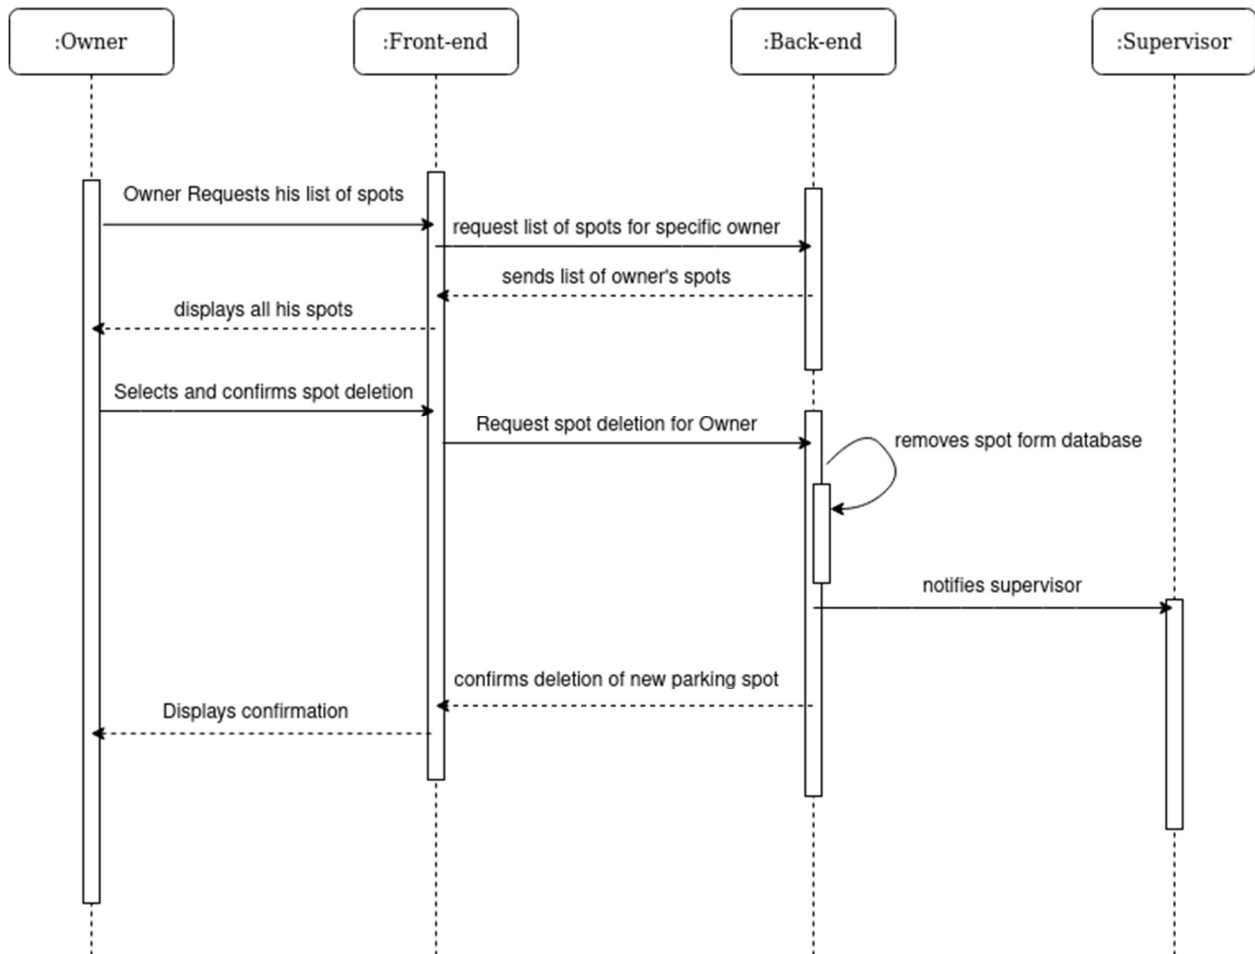 :Owner
:Front-end
:Back-end
:Supervisor
Owner Requests his list of spots
request list of spots for specific owner
sends list of owner's spots
displays all his spots
Selects and confirms spot deletion
Request spot deletion for Owner
removes spot form database
notifies supervisor
confirms deletion of new parking spot
Displays confirmation